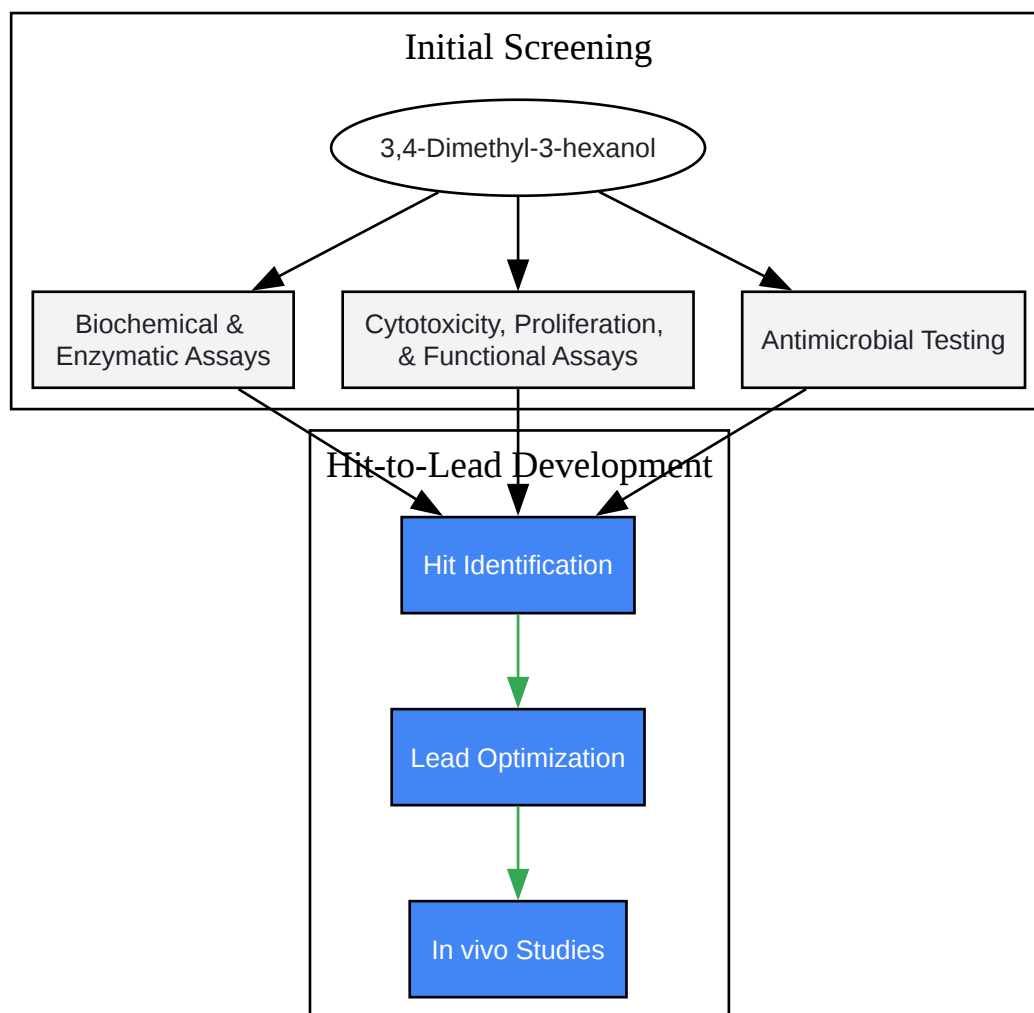 Initial Screening
3,4-Dimethyl-3-hexanol
Biochemical &
Enzymatic Assays
Cytotoxicity, Proliferation,
& Functional Assays
Antimicrobial Testing
Hit-to-Lead Development
Hit Identification
Lead Optimization
In vivo Studies